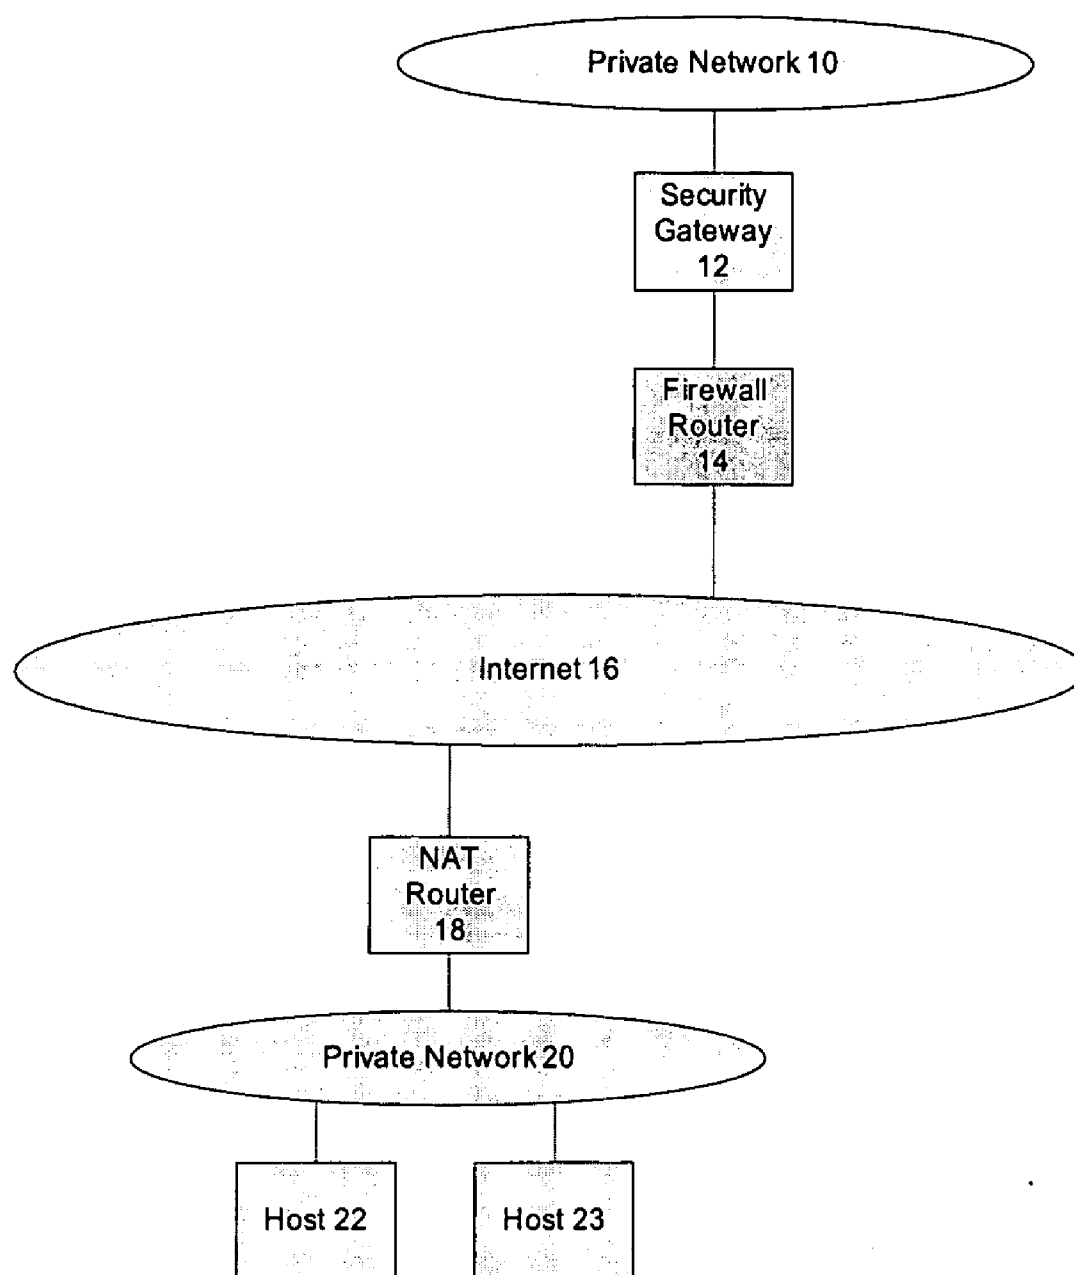 Private Network 10
Security
Gateway
12
Firewall
Router
14
Internet 16
NAT
Router
18
Private Network 20
Host 22
Host 23